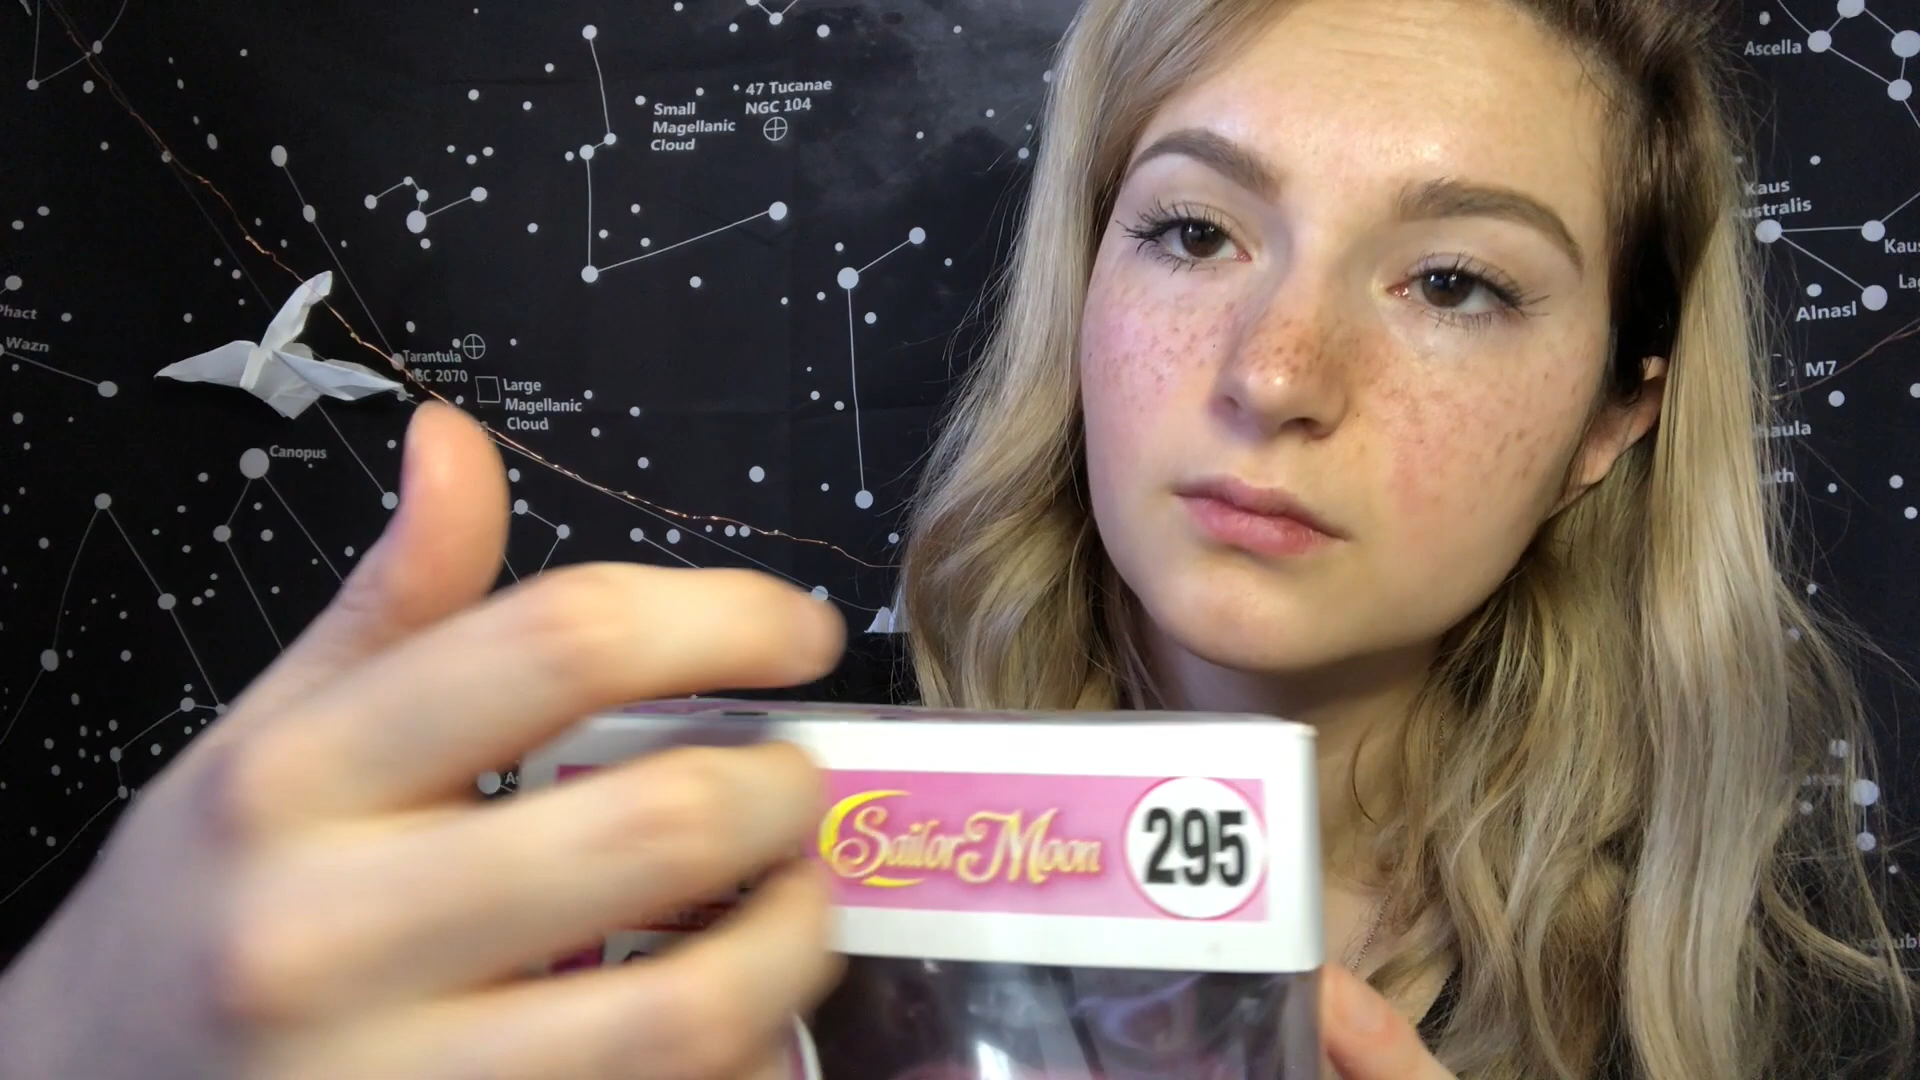 47 Tucanae
NGC 104
Small
Magellanic
Cloud
Ascella
Kaus
Kaus
Alnasl
Phact
Wazn
Tarantula
NGC 2070
Large
Magellanic
Cloud
M7
Canopus
Sailor Moon
295